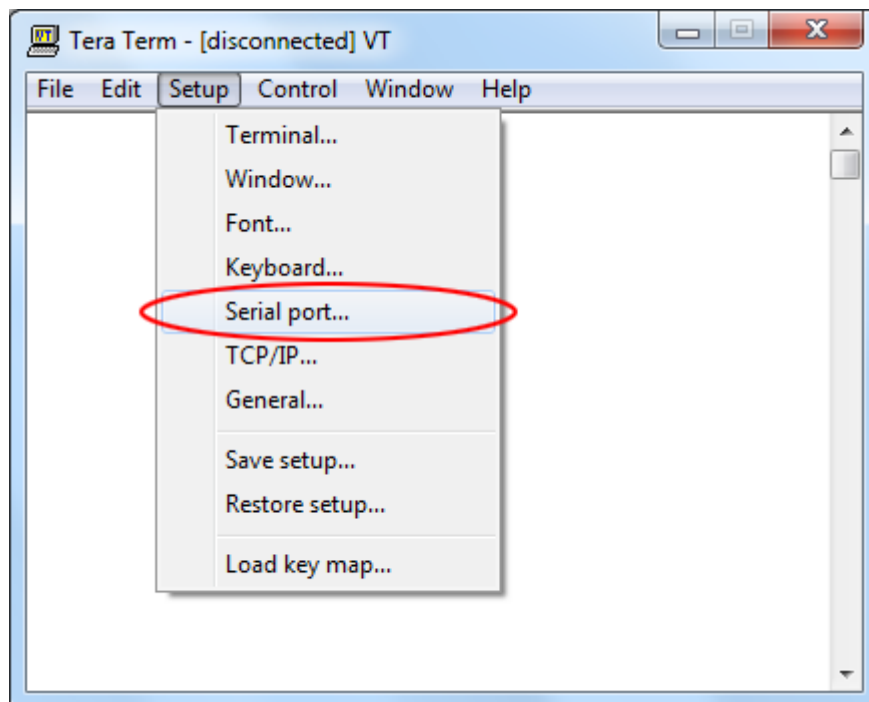 Tera Term - [disconnected] VT
File Edit Setup Control Window Help
Terminal...
Window...
Font...
Keyboard...
Serial port...
TCP/IP...
General...
Save setup...
Restore setup...
Load key map...